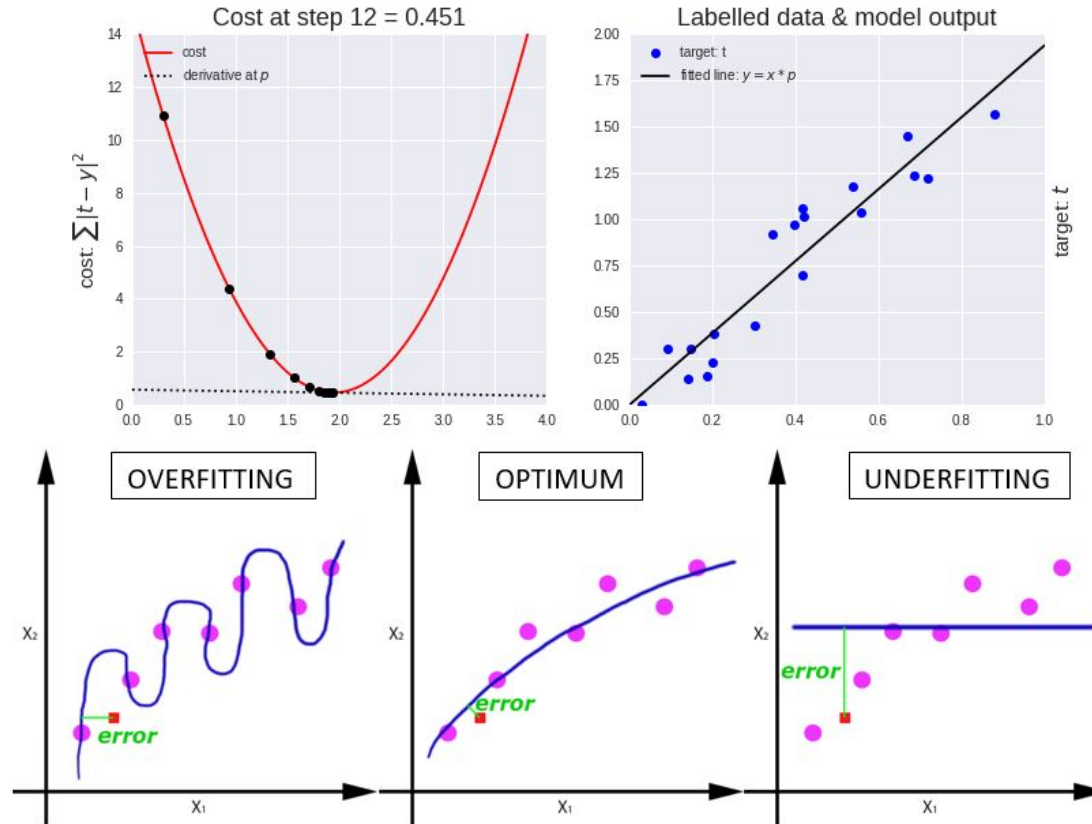 Cost at step 12 = 0.451
14
12
10
8
6
4
2
0
cost: ∑|t − y|²
cost
derivative at p
0.0 0.5 1.0 1.5 2.0 2.5 3.0 3.5 4.0
Labelled data & model output
2.00
1.75
1.50
1.25
1.00
0.75
0.50
0.25
0.00
target: t
fitted line: y = x * p
target: t
0.0 0.2 0.4 0.6 0.8 1.0
OVERFITTING
X₂
error
X₁
OPTIMUM
X₂
error
X₁
UNDERFITTING
X₂
error
X₁